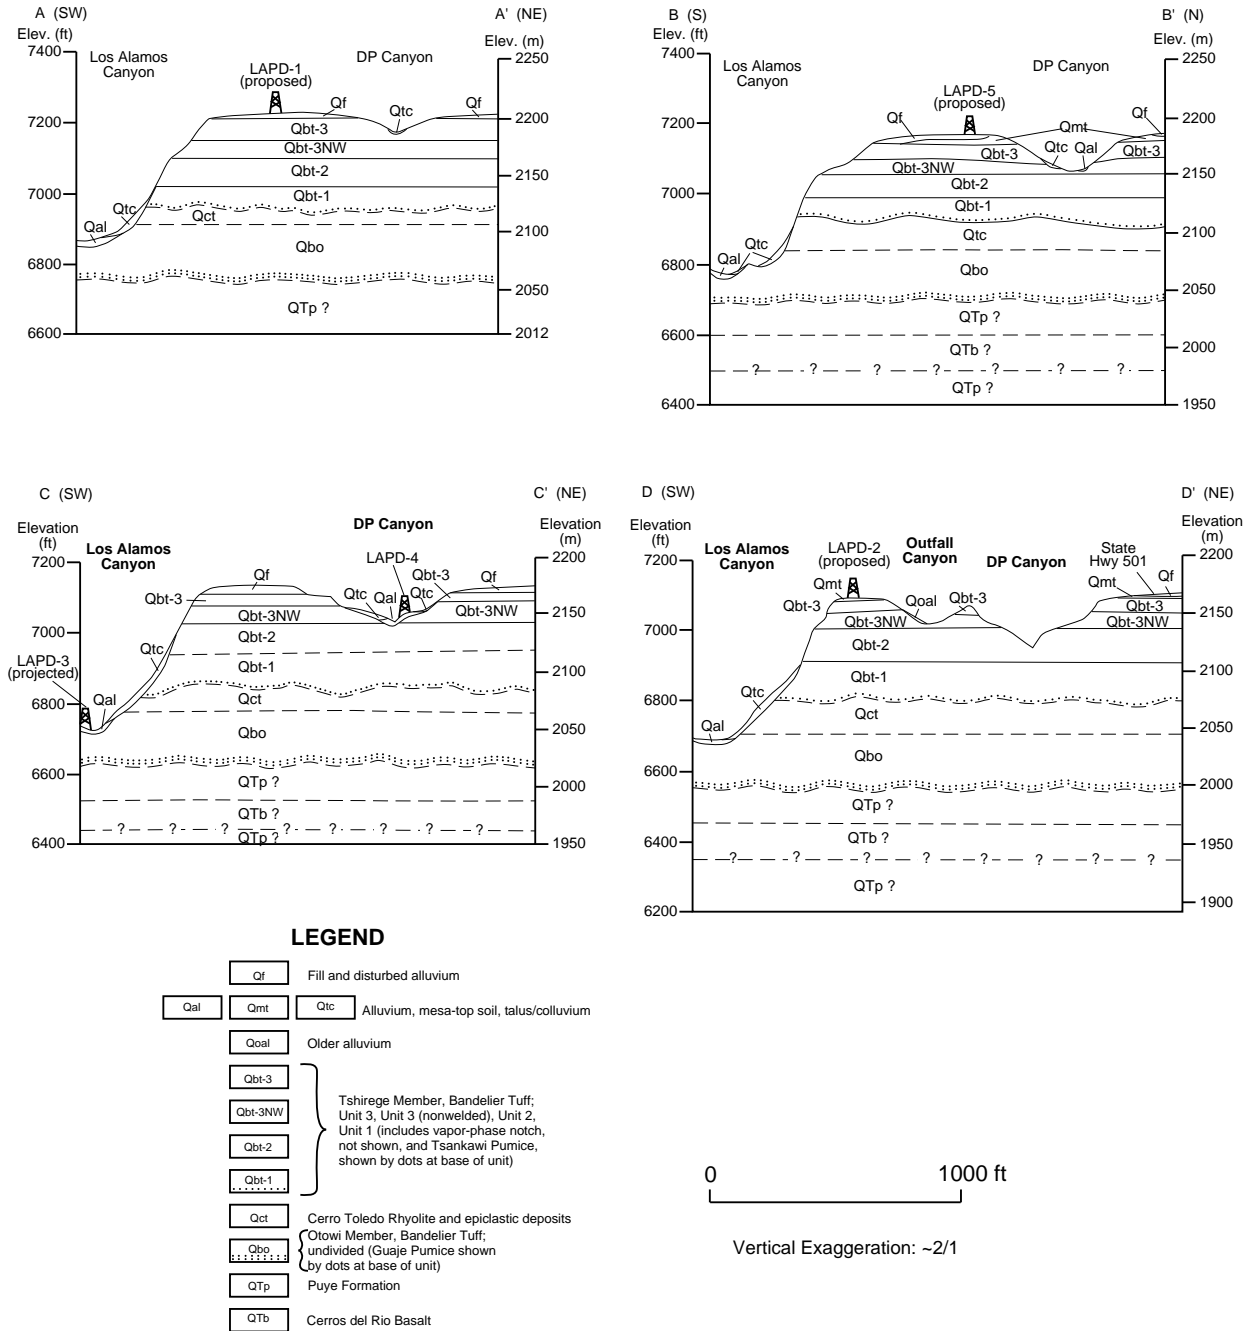 A (SW)
A' (NE)
Elev. (ft)
Elev. (m)
7400
7200
7000
6800
6600
2250
2200
2150
2100
2050
2012
Los Alamos
Canyon
LAPD-1
(proposed)
DP Canyon
Qf
Qtc
Qf
Qbt-3
Qbt-3NW
Qbt-2
Qbt-1
Qtc
Qct
Qal
Qbo
QTp ?
B (S)
B' (N)
Elev.
(ft)
Elev. (m)
7400
7200
7000
6800
6600
6400
2250
2200
2150
2100
2050
2000
1950
Los Alamos
Canyon
DP Canyon
LAPD-5
(proposed)
Qf
Qmt
Qf
Qbt-3
Qtc
Qal
Qbt-3
Qbt-3NW
Qbt-2
Qbt-1
Qtc
Qtc
Qal
Qbo
QTp ?
QTb ?
? ? ? ? ? ? ?
QTp ?
C (SW)
C' (NE)
Elevation
(ft)
Elevation
(m)
7200
7000
6800
6600
6400
2200
2150
2100
2050
2000
1950
Los Alamos
Canyon
DP Canyon
LAPD-4
Qf
Qbt-3
Qf
Qbt-3
Qtc
Qal
Qtc
Qbt-3NW
Qbt-3NW
Qbt-2
Qtc
Qbt-1
LAPD-3
(projected)
Qal
Qct
Qbo
QTp ?
QTb ?
? ? ? ? ? ? ?
QTp ?
D (SW)
D' (NE)
Elevation
(ft)
Elevation
(m)
7200
7000
6800
6600
6400
6200
2200
2150
2100
2050
2000
1950
1900
Los Alamos
Canyon
LAPD-2
(proposed)
Outfall
Canyon
DP Canyon
State
Hwy 501
Qmt
Qmt
Qf
Qbt-3
Qoal
Qbt-3
Qbt-3
Qbt-3NW
Qbt-3NW
Qbt-2
Qbt-1
Qtc
Qct
Qal
Qbo
QTp ?
QTb ?
? ? ? ? ? ? ? ?
QTp ?
LEGEND
Qf Fill and disturbed alluvium
Qal Qmt Qtc Alluvium, mesa-top soil, talus/colluvium
Qoal Older alluvium
Qbt-3
Qbt-3NW
Qbt-2
Qbt-1
Tshirege Member, Bandelier Tuff;
Unit 3, Unit 3 (nonwelded), Unit 2,
Unit 1 (includes vapor-phase notch,
not shown, and Tsankawi Pumice,
shown by dots at base of unit)
Qct Cerro Toledo Rhyolite and epiclastic deposits
Qbo
Otowi Member, Bandelier Tuff;
undivided (Guaje Pumice shown
by dots at base of unit)
QTp Puye Formation
QTb Cerros del Rio Basalt
0 1000 ft
Vertical Exaggeration: ~2/1